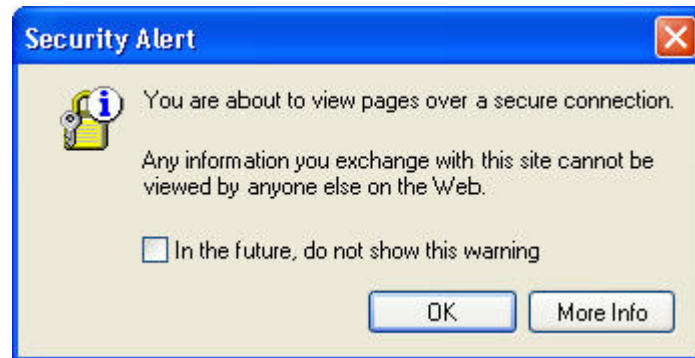 Security Alert
You are about to view pages over a secure connection.
Any information you exchange with this site cannot be
viewed by anyone else on the Web.
In the future, do not show this warning
OK
More Info